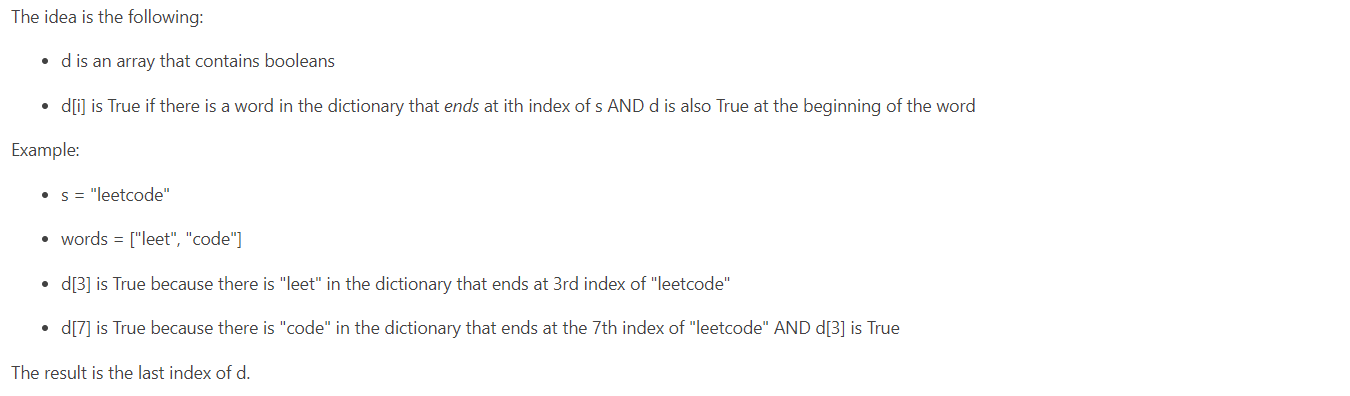 The idea is the following:
• d is an array that contains booleans
• d[i] is True if there is a word in the dictionary that ends at ith index of s AND d is also True at the beginning of the word
Example:
• s = "leetcode"
• words = ["leet", "code"]
• d[3] is True because there is "leet" in the dictionary that ends at 3rd index of "leetcode"
• d[7] is True because there is "code" in the dictionary that ends at the 7th index of "leetcode" AND d[3] is True
The result is the last index of d.